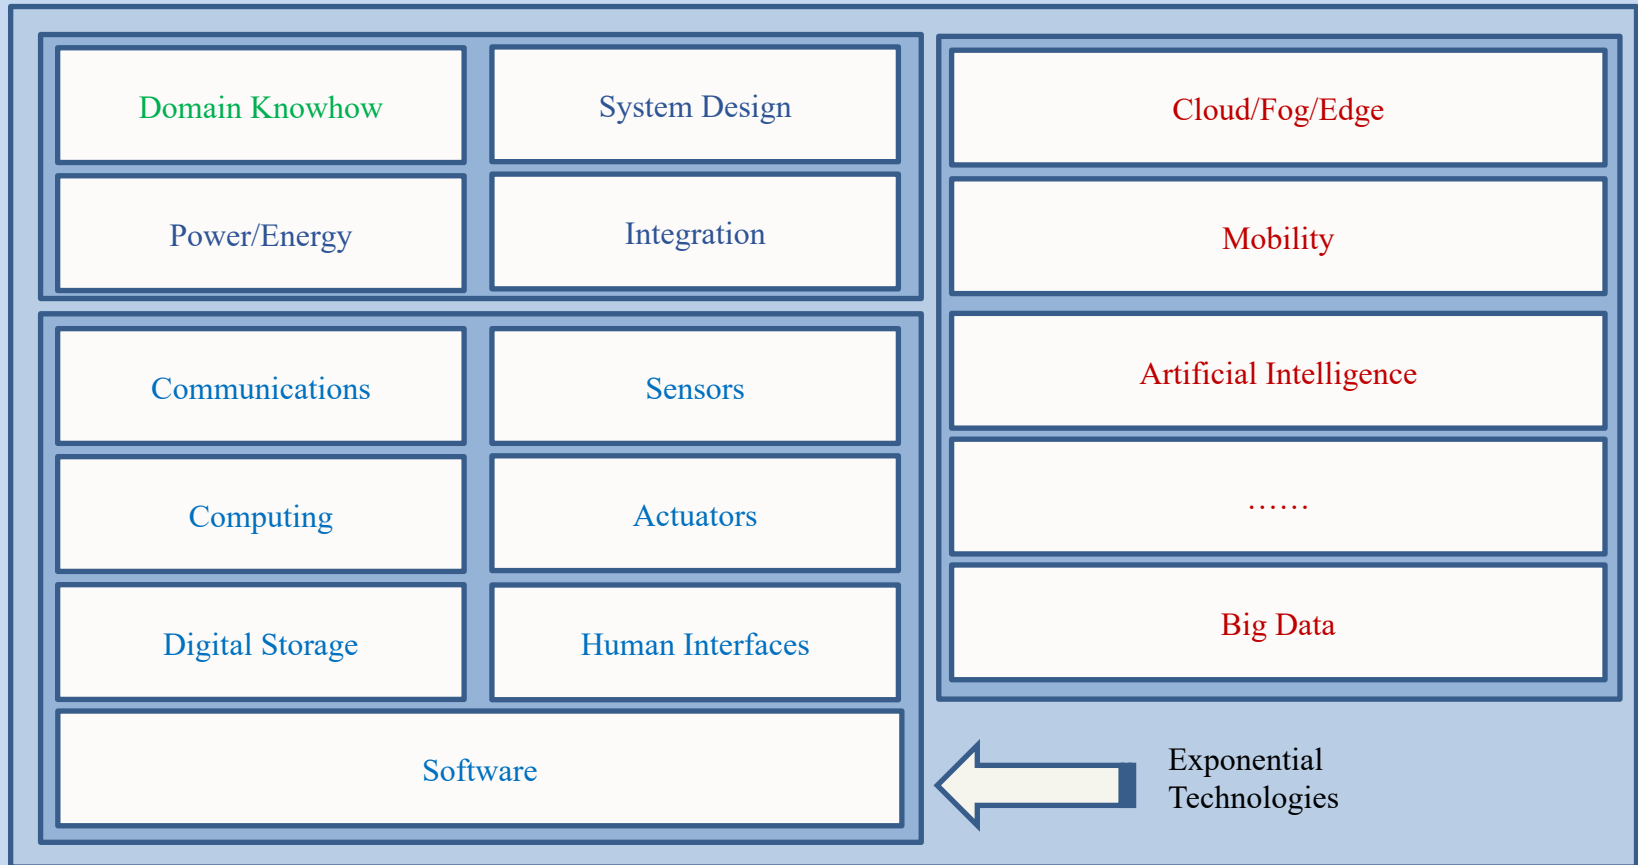 Domain Knowhow
System Design
Power/Energy
Integration
Communications
Sensors
Computing
Actuators
Digital Storage
Human Interfaces
Software
Cloud/Fog/Edge
Mobility
Artificial Intelligence
……
Big Data
Exponential
Technologies